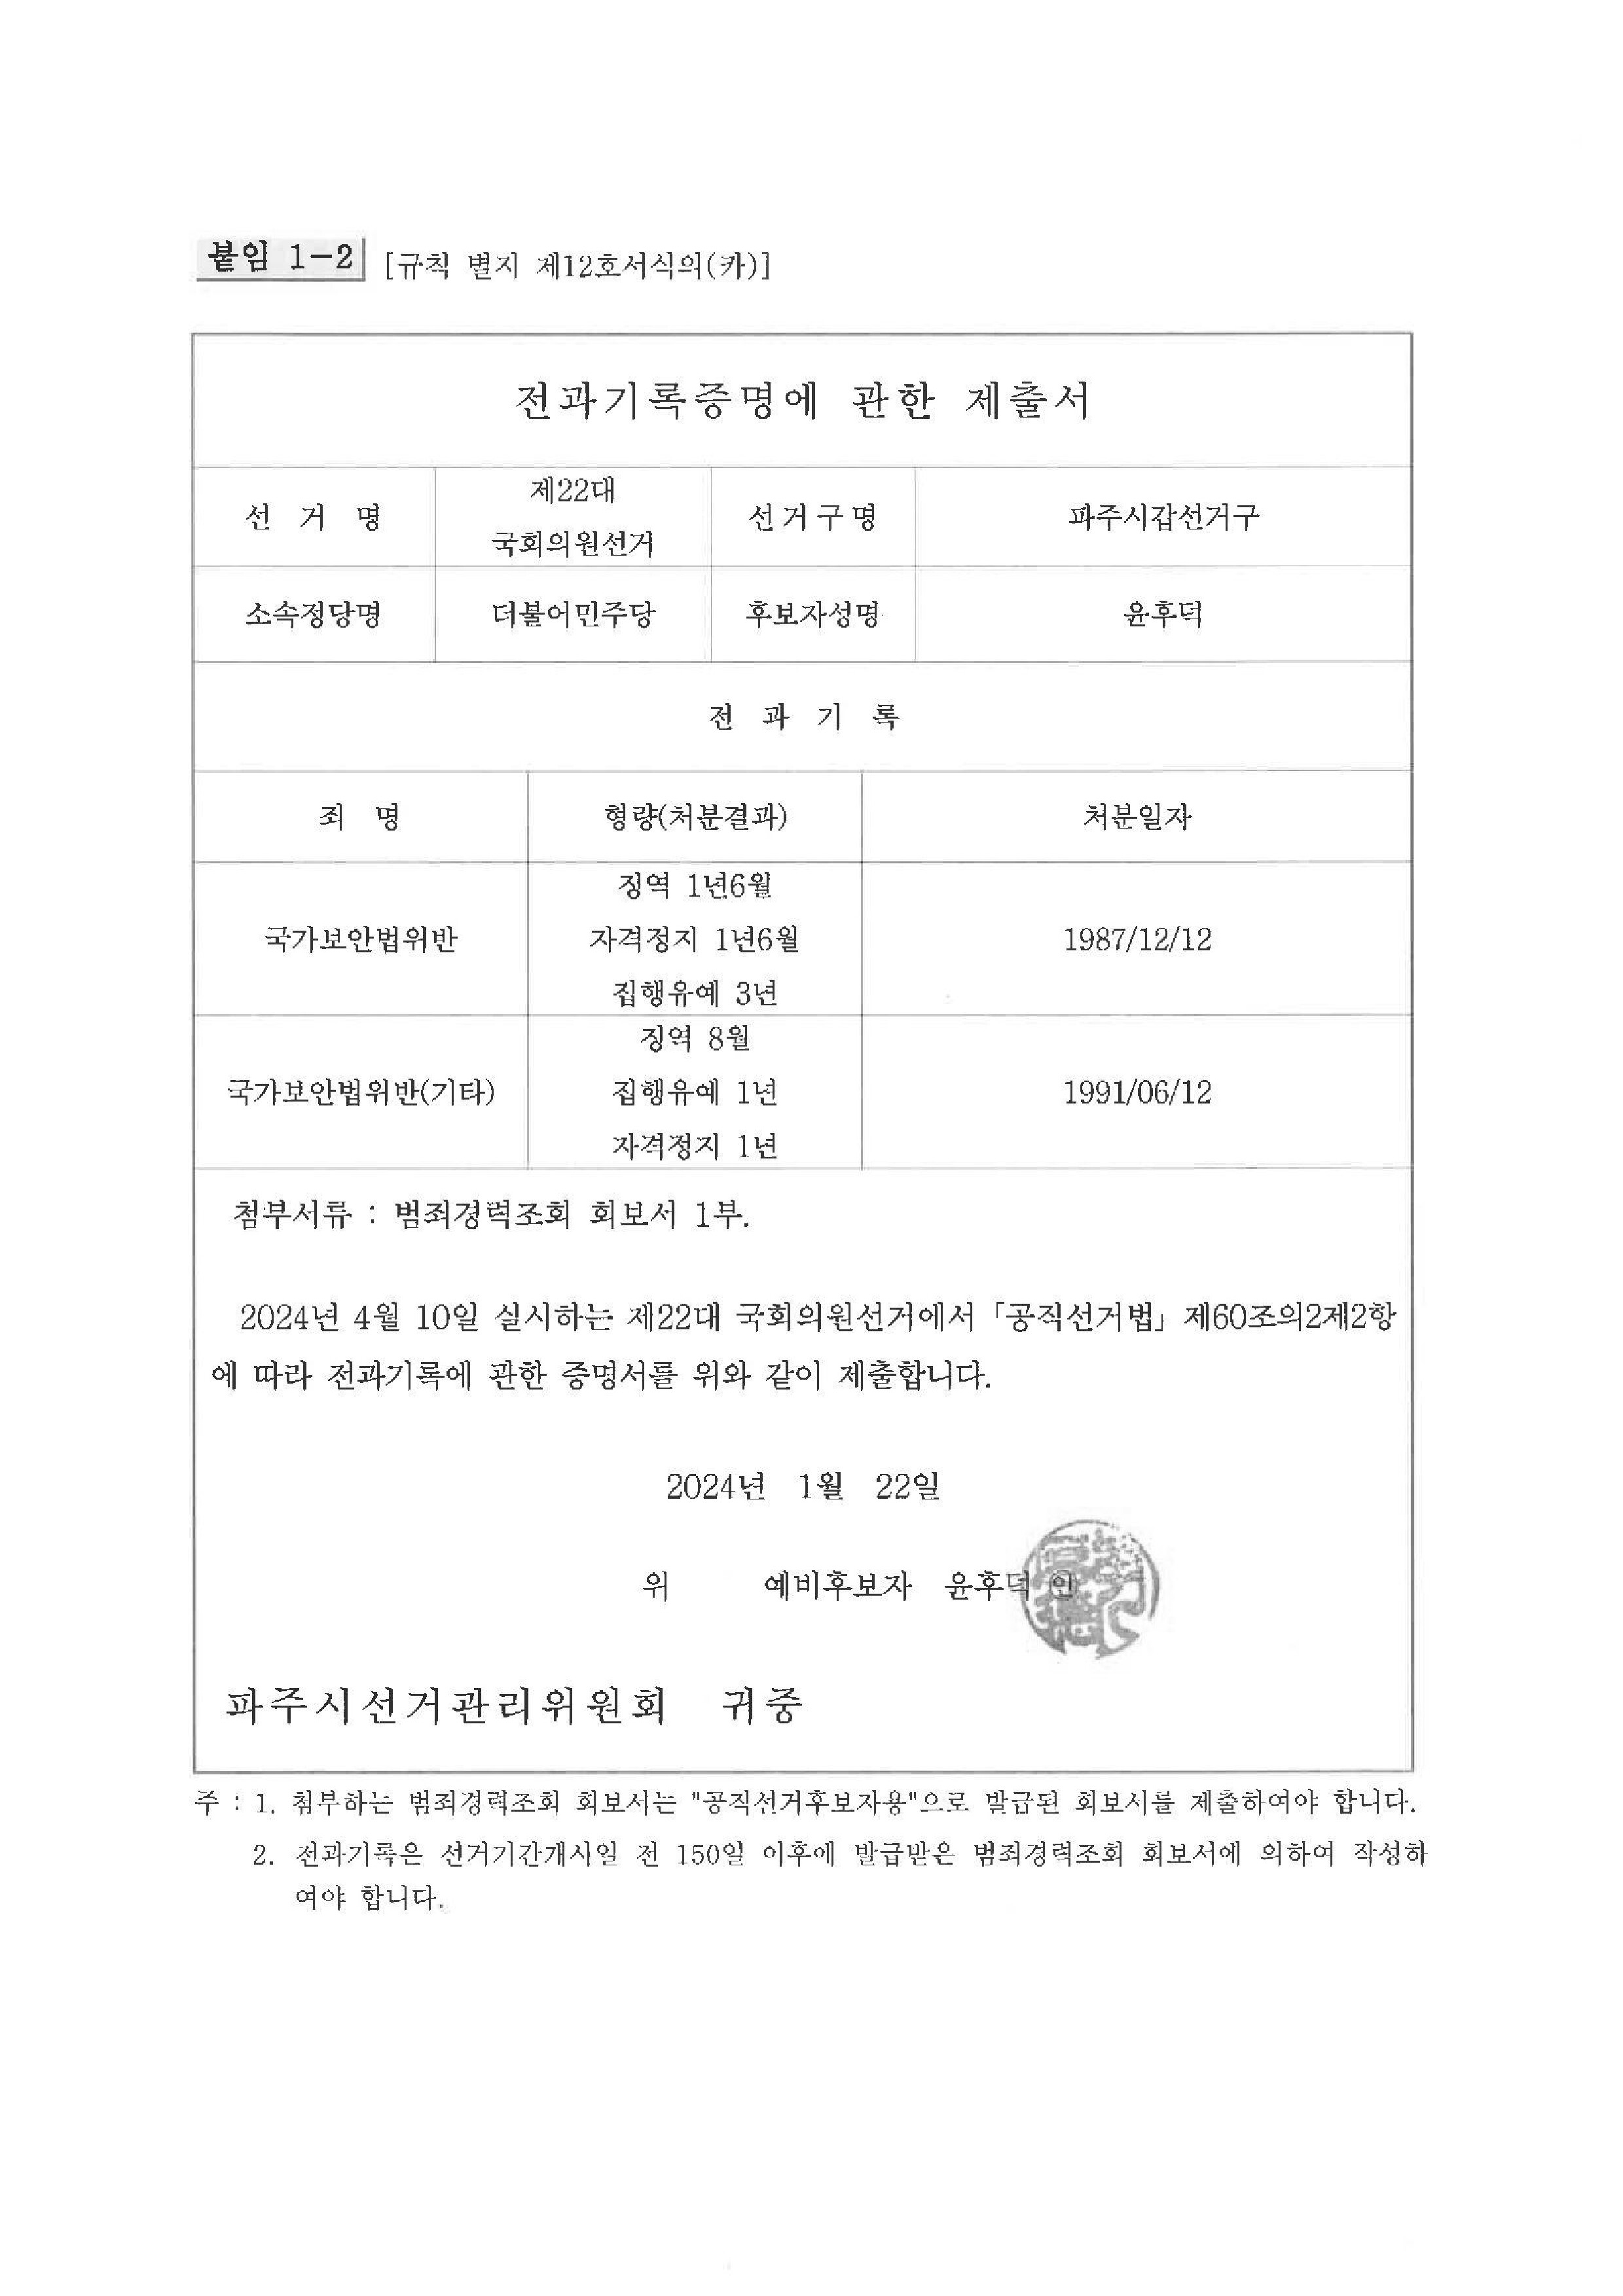 붙임 1-2 [규칙 별지 제12호서식의(카)]
전과기록증명에 관한 제출서
선 거 명
제22대
국회의원선거
선거구명
파주시갑선거구
소속정당명
더불어민주당
후보자성명
윤후덕
전 과 기 록
죄 명
형량(처분결과)
처분일자
국가보안법위반
징역 1년6월
자격정지 1년6월
집행유예 3년
1987/12/12
국가보안법위반(기타)
징역 8월
집행유예 1년
자격정지 1년
1991/06/12
첨부서류 : 범죄경력조회 회보서 1부.
2024년 4월 10일 실시하는 제22대 국회의원선거에서「공직선거법」제60조의2제2항
에 따라 전과기록에 관한 증명서를 위와 같이 제출합니다.
2024년 1월 22일
위 예비후보자 윤후덕 ㊞
파주시선거관리위원회 귀중
주 : 1. 첨부하는 범죄경력조회 회보서는 "공직선거후보자용"으로 발급된 회보서를 제출하여야 합니다.
2. 전과기록은 선거기간개시일 전 150일 이후에 발급받은 범죄경력조회 회보서에 의하여 작성하
여야 합니다.